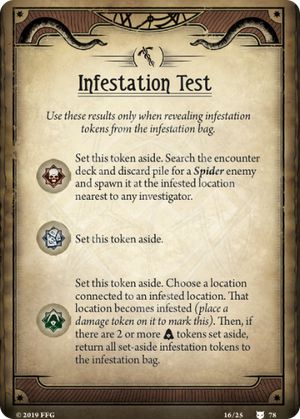 Infestation Test
Use these results only when revealing infestation
tokens from the infestation bag.
Set this token aside. Search the encounter
deck and discard pile for a Spider enemy
and spawn it at the infested location
nearest to any investigator.
Set this token aside.
Set this token aside. Choose a location
connected to an infested location. That
location becomes infested (place a
damage token on it to mark this). Then, if
there are 2 or more tokens set aside,
return all set-aside infestation tokens to
the infestation bag.
© 2019 FFG 16/25 78